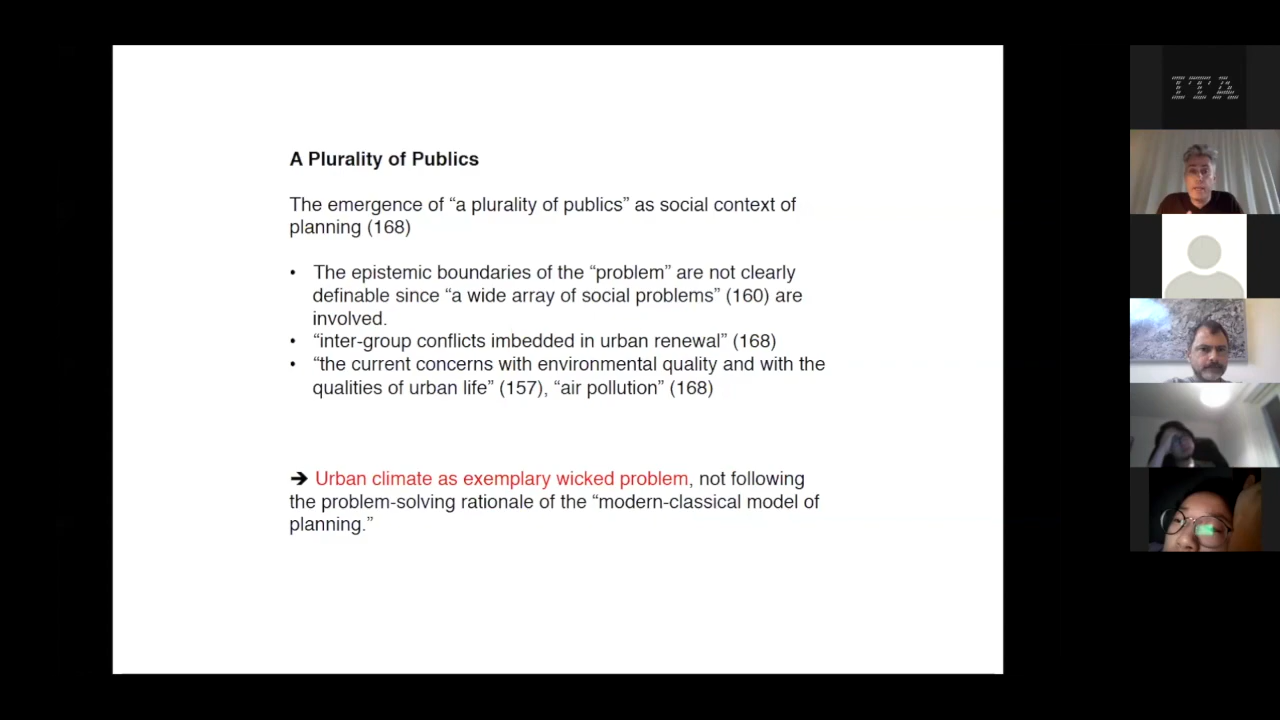 A Plurality of Publics
The emergence of “a plurality of publics” as social context of
planning (168)
• The epistemic boundaries of the “problem” are not clearly
definable since “a wide array of social problems” (160) are
involved.
• “inter-group conflicts imbedded in urban renewal” (168)
• “the current concerns with environmental quality and with the
qualities of urban life” (157), “air pollution” (168)
➔ Urban climate as exemplary wicked problem, not following
the problem-solving rationale of the “modern-classical model of
planning.”
ITA